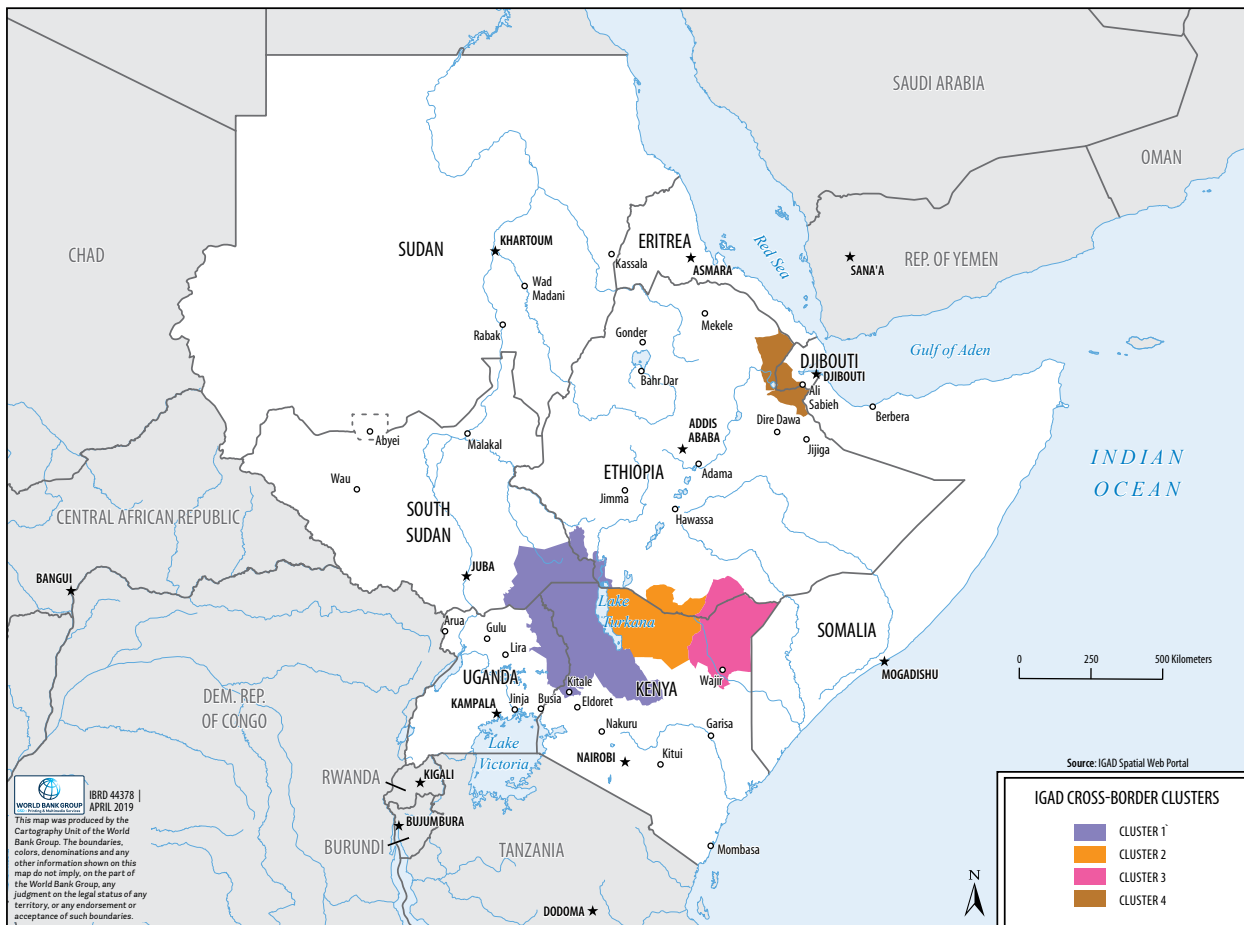 SAUDI ARABIA
OMAN
CHAD
SUDAN
KHARTOUM
ERITREA
Kassala
ASMARA
Red Sea
SANA'A
REP. OF YEMEN
Wad
Madani
Rabak
Mekele
Gonder
Bahr Dar
DJIBOUTI
DJIBOUTI
Ali
Sabieh
Gulf of Aden
Berbera
Dire Dawa
Jijiga
Abyei
Malakal
ADDIS
ABABA
Adama
Wau
ETHIOPIA
Jimma
Hawassa
INDIAN
OCEAN
SOUTH
SUDAN
CENTRAL AFRICAN REPUBLIC
BANGUI
JUBA
Lake
Turkana
Arua
Gulu
Lira
SOMALIA
MOGADISHU
0
250
500 Kilometers
UGANDA
KENYA
Wajir
Kitale
DEM. REP.
OF CONGO
KAMPALA
Jinja
Busia
Eldoret
Nakuru
Garisa
Lake
Victoria
NAIROBI
Kitui
RWANDA
KIGALI
BUJUMBURA
BURUNDI
TANZANIA
Mombasa
DODOMA
WORLD BANK GROUP
IBRD 44378 |
APRIL 2019
This map was produced by the
Cartography Unit of the World
Bank Group. The boundaries,
colors, denominations and any
other information shown on this
map do not imply, on the part of
the World Bank Group, any
judgment on the legal status of any
territory, or any endorsement or
acceptance of such boundaries.
Source: IGAD Spatial Web Portal
IGAD CROSS-BORDER CLUSTERS
CLUSTER 1`
CLUSTER 2
CLUSTER 3
CLUSTER 4
N